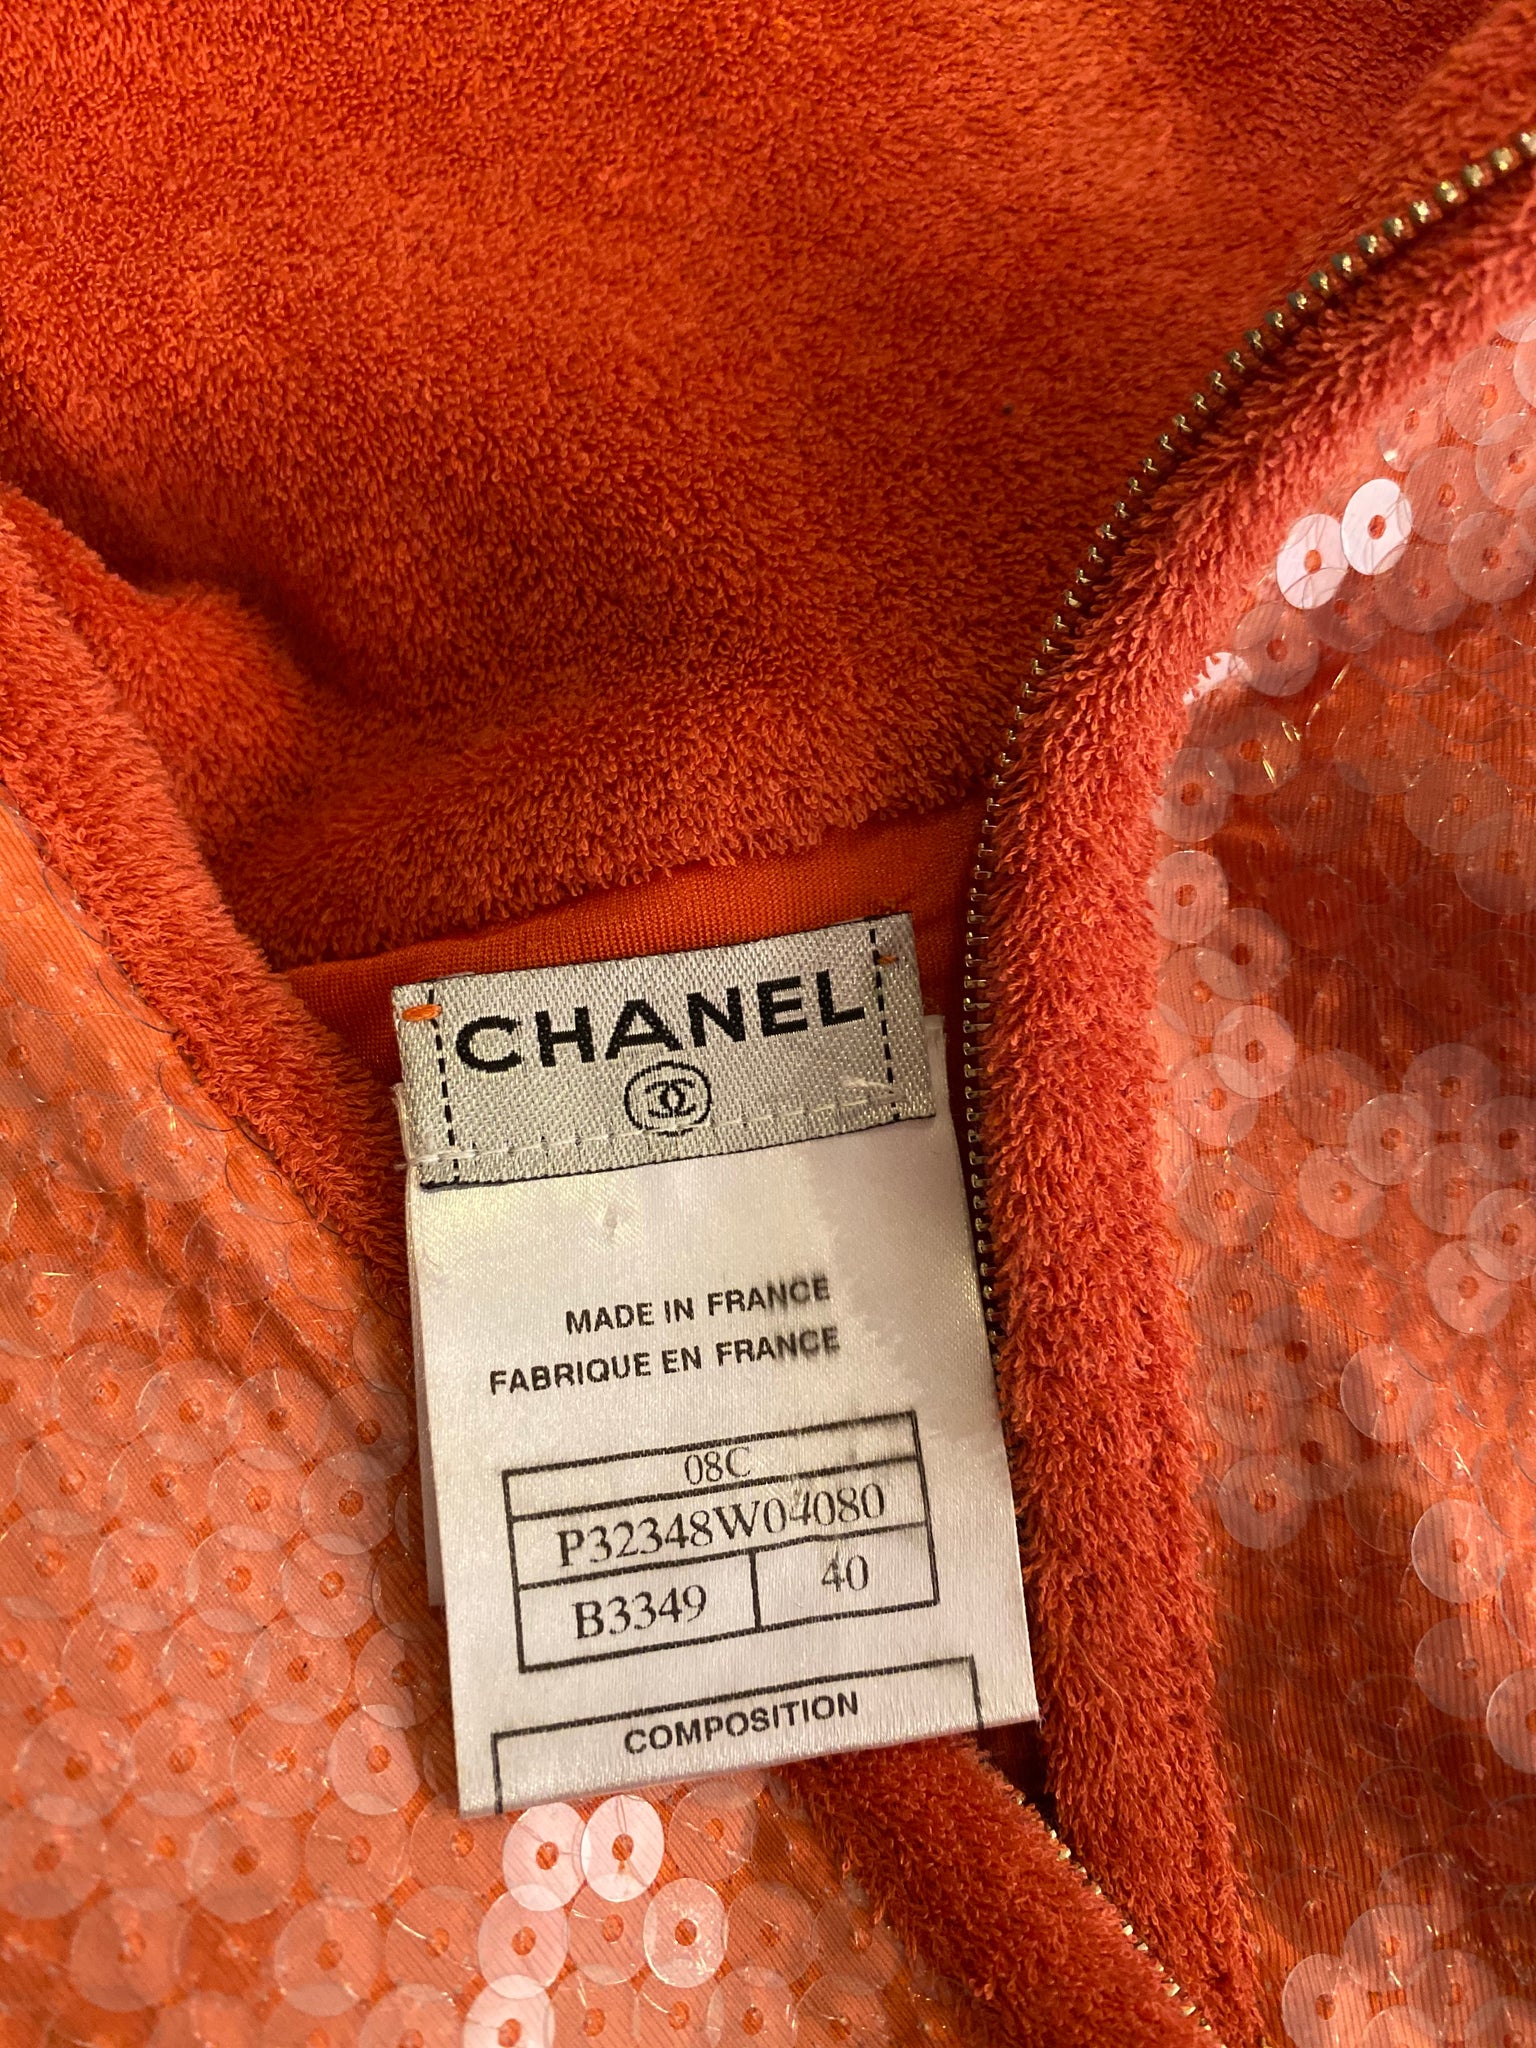 CHANEL
MADE IN FRANCE
FABRIQUE EN FRANCE
08C
P32348W04080
B3349 40
COMPOSITION